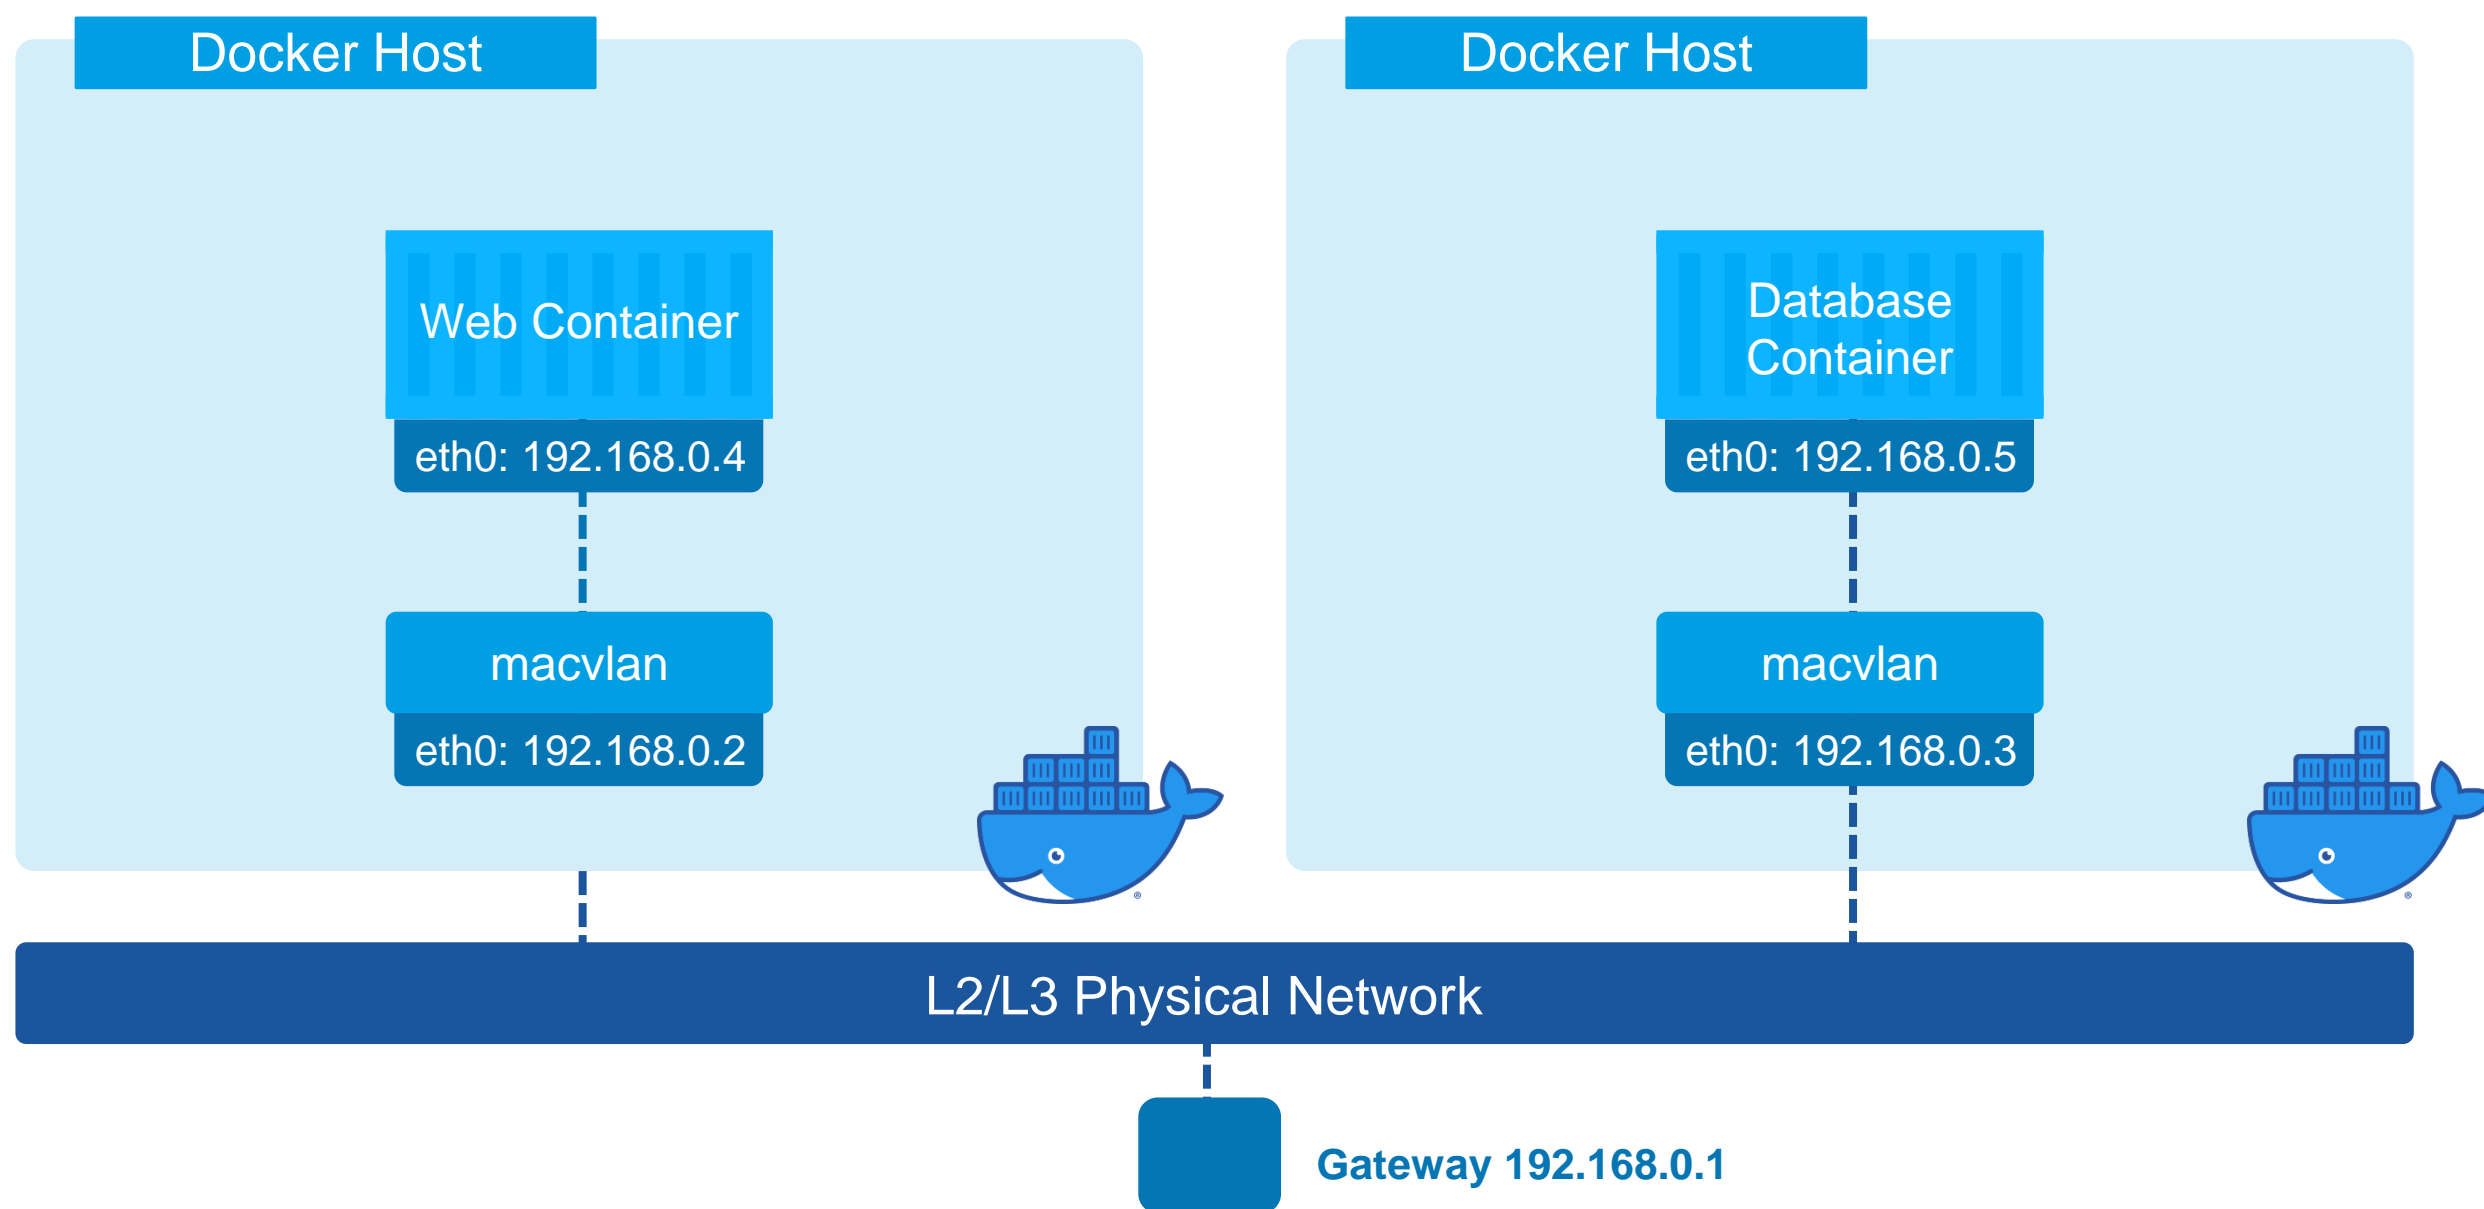 Docker Host
Docker Host
Web Container
Database
Container
eth0: 192.168.0.4
eth0: 192.168.0.5
macvlan
macvlan
eth0: 192.168.0.2
eth0: 192.168.0.3
®
®
L2/L3 Physical Network
Gateway 192.168.0.1